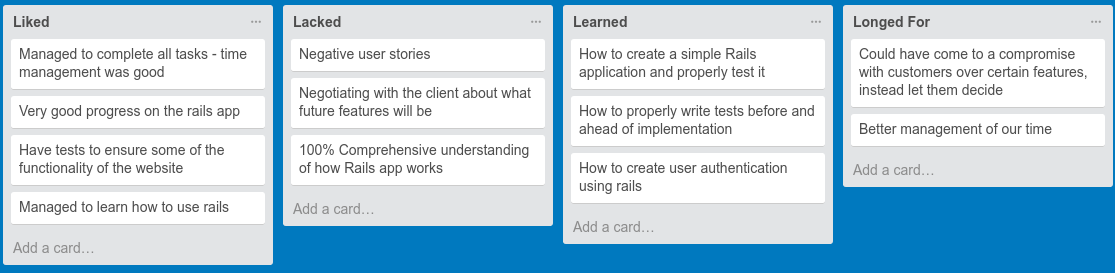 Liked ...
Managed to complete all tasks - time
management was good
Very good progress on the rails app
Have tests to ensure some of the
functionality of the website
Managed to learn how to use rails
Add a card…
Lacked ...
Negative user stories
Negotiating with the client about what
future features will be
100% Comprehensive understanding
of how Rails app works
Add a card…
Learned ...
How to create a simple Rails
application and properly test it
How to properly write tests before and
ahead of implementation
How to create user authentication
using rails
Add a card…
Longed For ...
Could have come to a compromise
with customers over certain features,
instead let them decide
Better management of our time
Add a card…